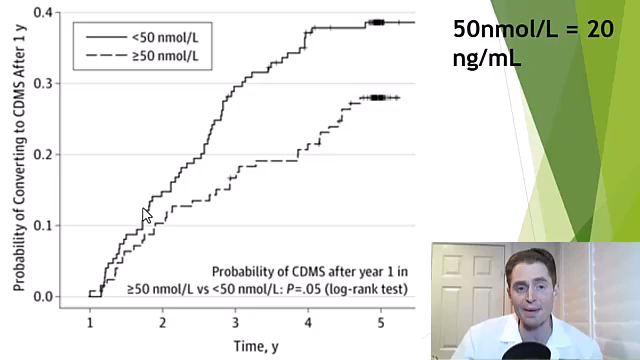 0.4
0.3
0.2
0.1
0.0
Probability of Converting to CDMS After 1 y
<50 nmol/L
≥50 nmol/L
Probability of CDMS after year 1 in
≥50 nmol/L vs <50 nmol/L: P=.05 (log-rank test)
1 2 3 4 5
Time, y
50nmol/L = 20
ng/mL